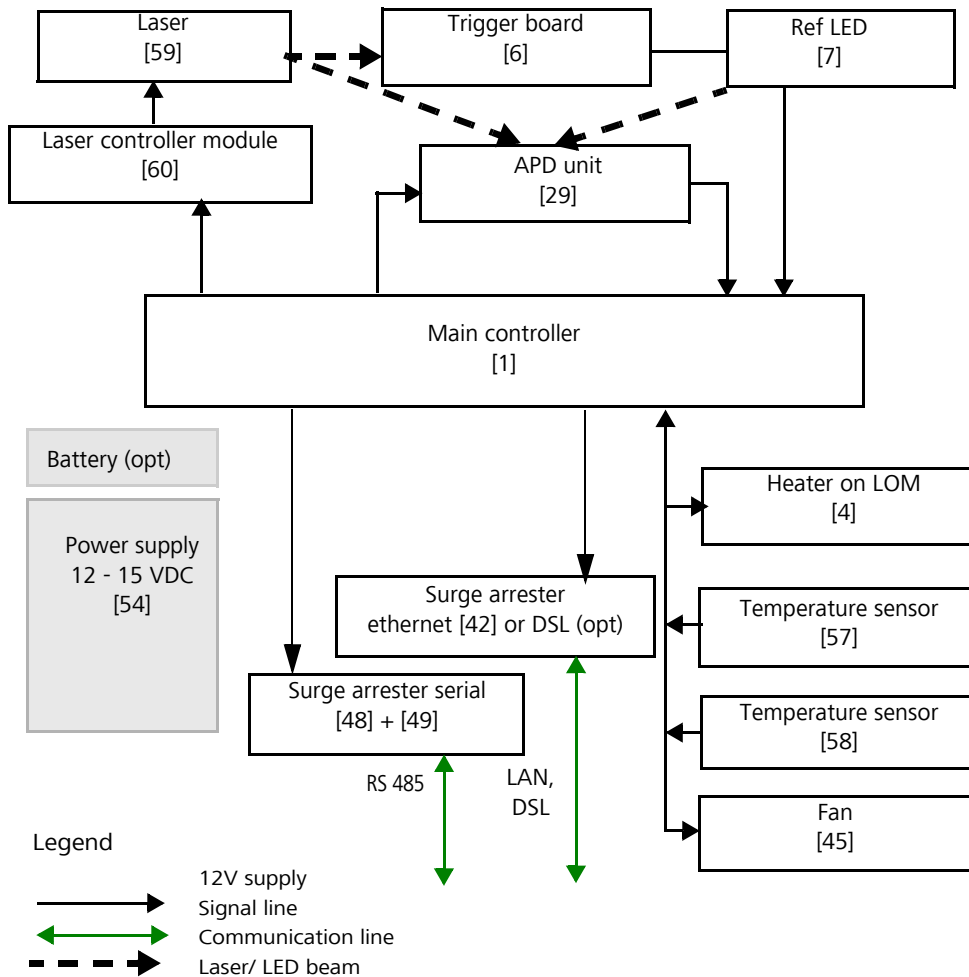 Laser
[59]
Trigger board
[6]
Ref LED
[7]
Laser controller module
[60]
APD unit
[29]
Main controller
[1]
Battery (opt)
Power supply
12 - 15 VDC
[54]
Heater on LOM
[4]
Surge arrester
ethernet [42] or DSL (opt)
Temperature sensor
[57]
Surge arrester serial
[48] + [49]
Temperature sensor
[58]
RS 485
LAN,
DSL
Fan
[45]
Legend
12V supply
Signal line
Communication line
Laser/ LED beam